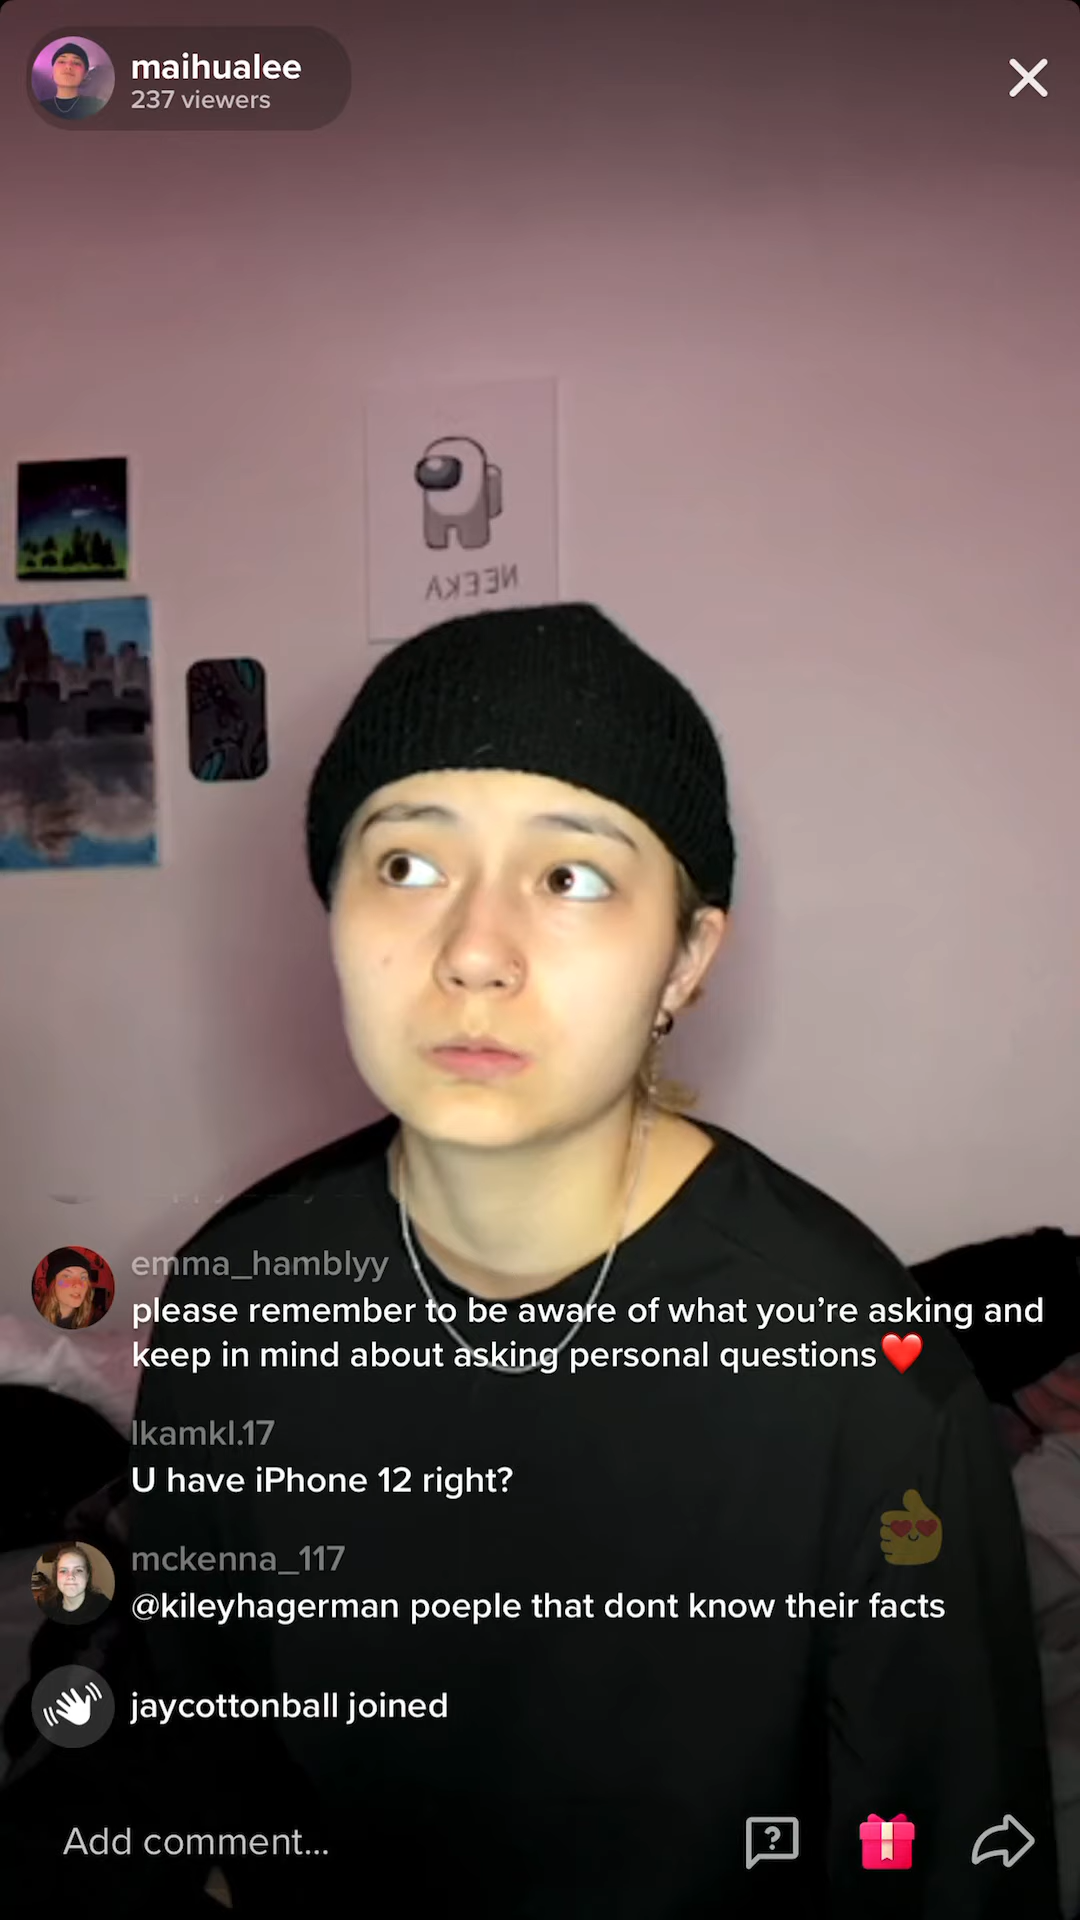 maihualee
237 viewers
NEEKA
emma_hamblyy
please remember to be aware of what you’re asking and
keep in mind about asking personal questions❤️
lkamkl.17
U have iPhone 12 right?
mckenna_117
@kileyhagerman poeple that dont know their facts
jaycottonball joined
Add comment...